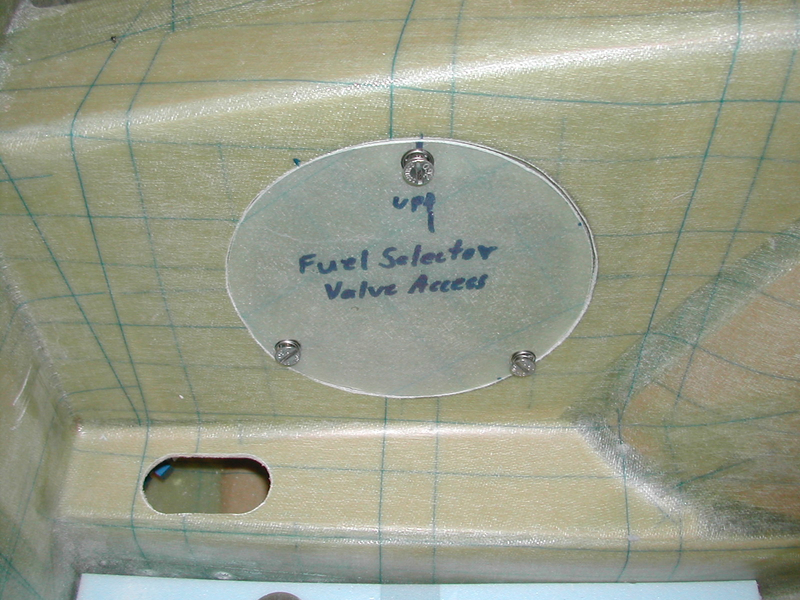 UP
Fuel Selector
Valve Access